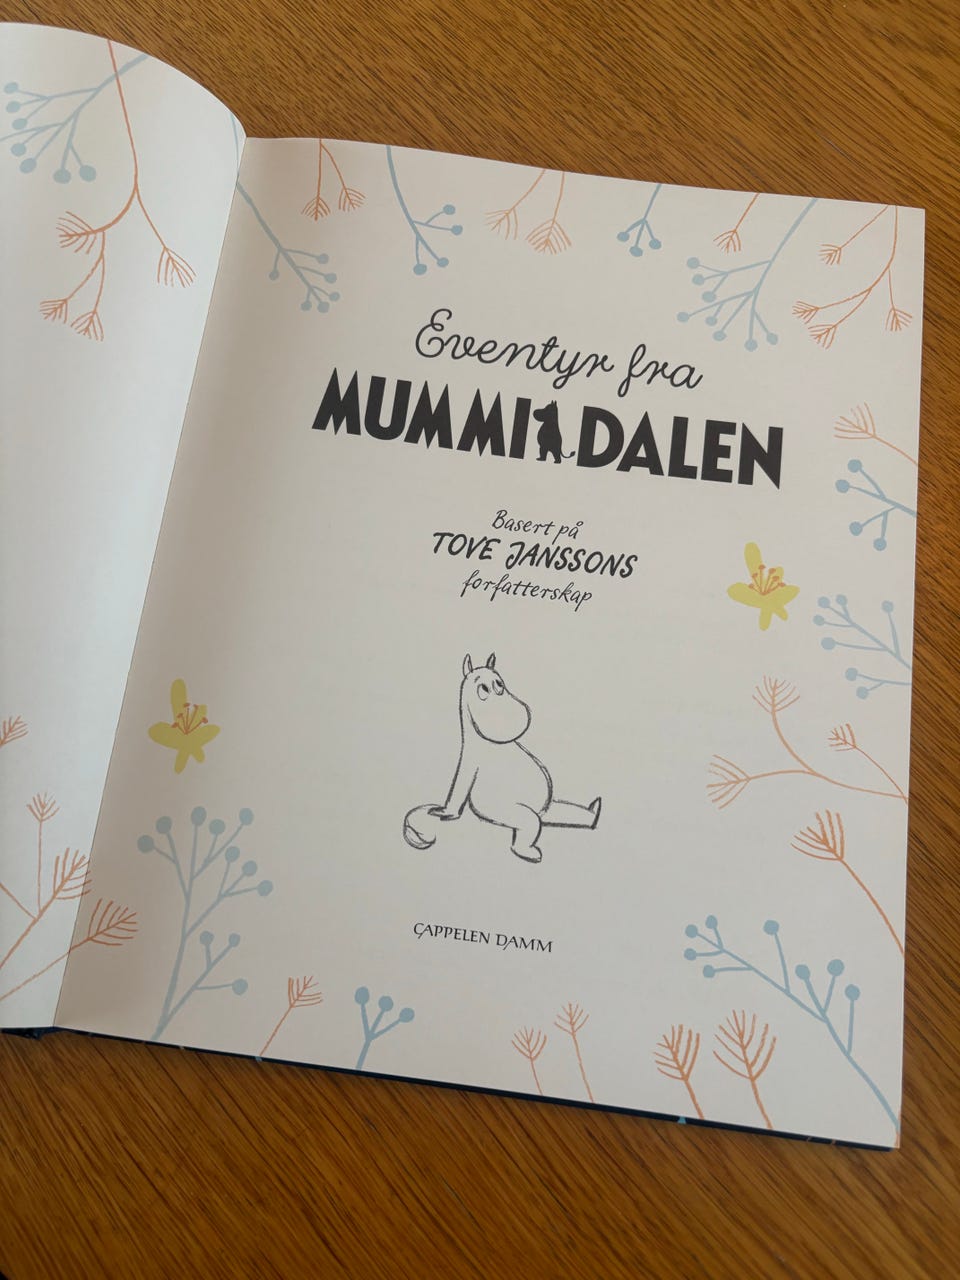 Eventyr fra
MUMMIDALEN
Basert på
TOVE JANSSONS
forfatterskap
CAPPELEN DAMM